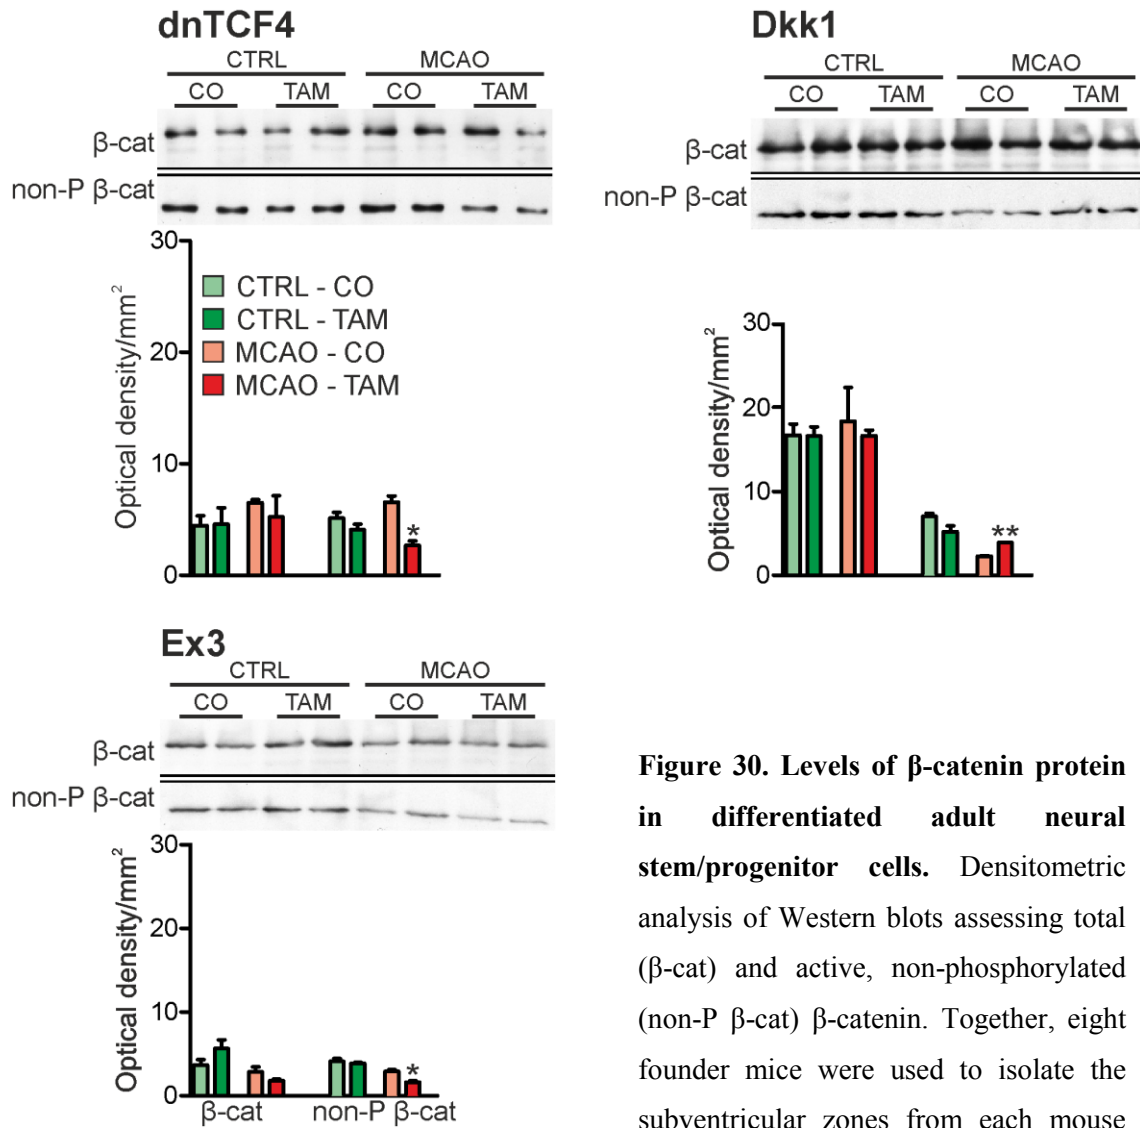 dnTCF4
CTRL MCAO
CO TAM CO TAM
β-cat
non-P β-cat
30
20
10
0
Optical density/mm²
CTRL - CO
CTRL - TAM
MCAO - CO
MCAO - TAM
*
Dkk1
CTRL MCAO
CO TAM CO TAM
β-cat
non-P β-cat
30
20
10
0
Optical density/mm²
**
Ex3
CTRL MCAO
CO TAM CO TAM
β-cat
non-P β-cat
30
20
10
0
Optical density/mm²
*
β-cat non-P β-cat
Figure 30. Levels of β-catenin protein
in differentiated adult neural
stem/progenitor cells. Densitometric
analysis of Western blots assessing total
(β-cat) and active, non-phosphorylated
(non-P β-cat) β-catenin. Together, eight
founder mice were used to isolate the
subventricular zones from each mouse